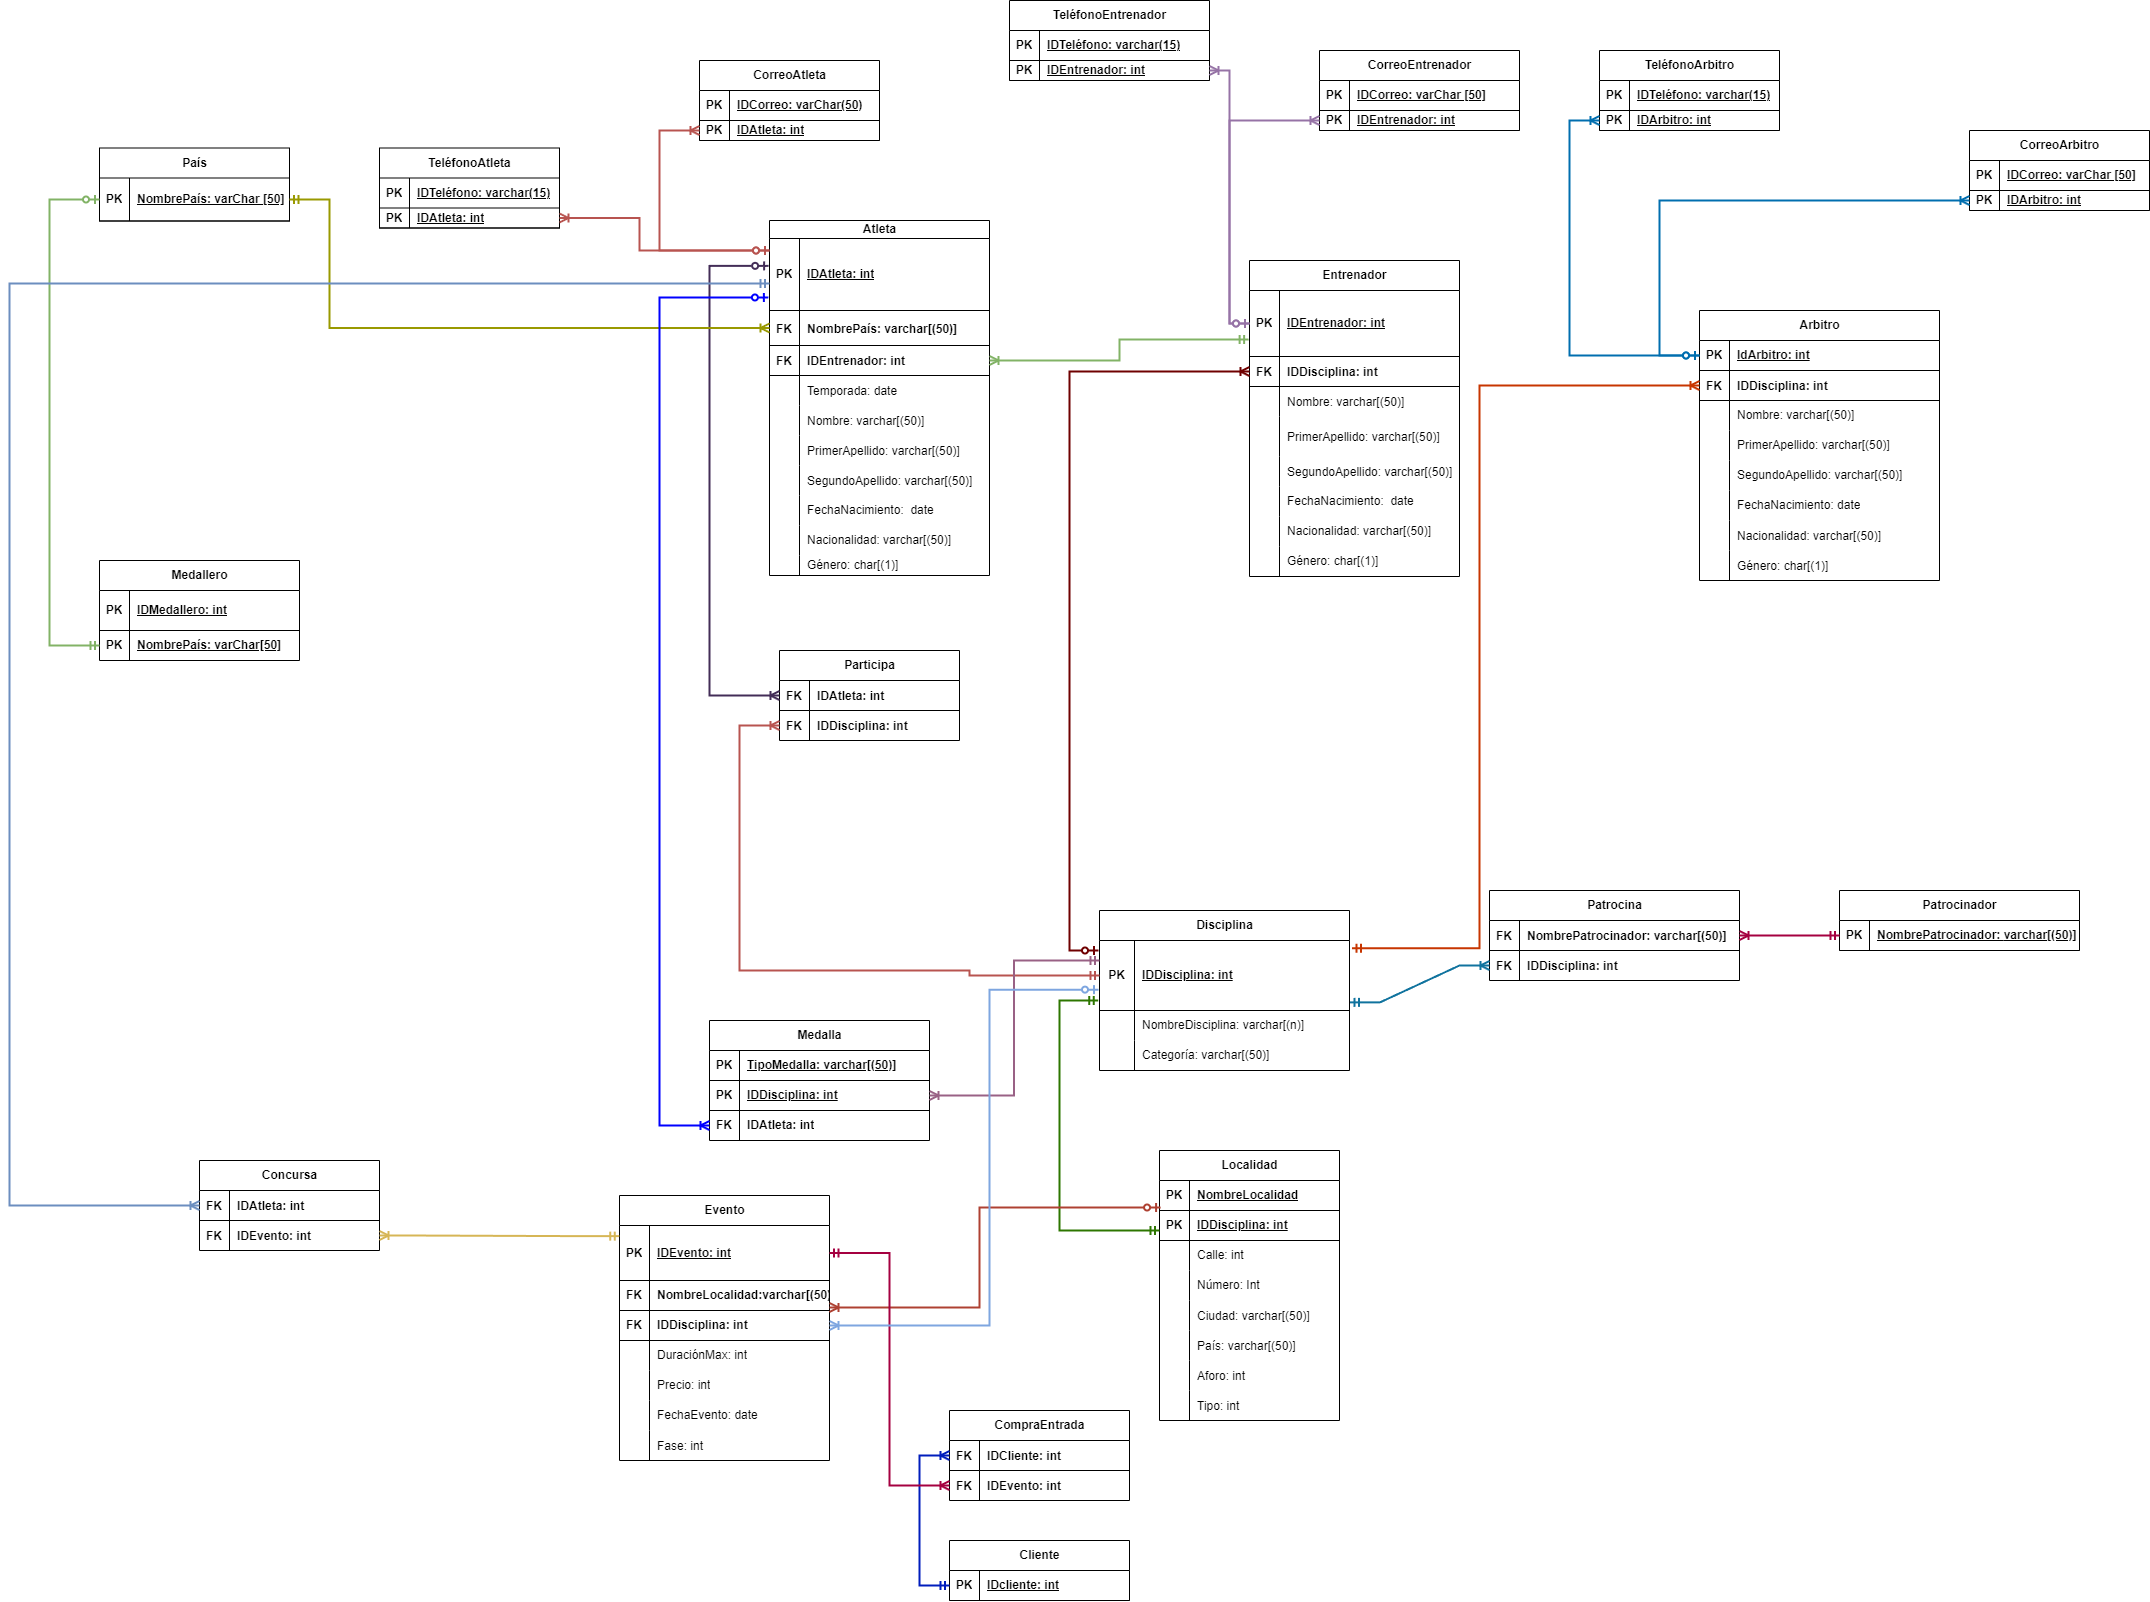 TeléfonoEntrenador
PK IDTeléfono: varchar(15)
PK IDEntrenador: int
CorreoAtleta
PK IDCorreo: varChar(50)
PK IDAtleta: int
CorreoEntrenador
PK IDCorreo: varChar [50]
PK IDEntrenador: int
TeléfonoArbitro
PK IDTeléfono: varchar(15)
PK IDArbitro: int
CorreoArbitro
PK IDCorreo: varChar [50]
PK IDArbitro: int
País
PK NombrePaís: varChar [50]
TeléfonoAtleta
PK IDTeléfono: varchar(15)
PK IDAtleta: int
Atleta
PK IDAtleta: int
FK NombrePaís: varchar[(50)]
FK IDEntrenador: int
Temporada: date
Nombre: varchar[(50)]
PrimerApellido: varchar[(50)]
SegundoApellido: varchar[(50)]
FechaNacimiento:  date
Nacionalidad: varchar[(50)]
Género: char[(1)]
Entrenador
PK IDEntrenador: int
FK IDDisciplina: int
Nombre: varchar[(50)]
PrimerApellido: varchar[(50)]
SegundoApellido: varchar[(50)]
FechaNacimiento:  date
Nacionalidad: varchar[(50)]
Género: char[(1)]
Arbitro
PK IdArbitro: int
FK IDDisciplina: int
Nombre: varchar[(50)]
PrimerApellido: varchar[(50)]
SegundoApellido: varchar[(50)]
FechaNacimiento: date
Nacionalidad: varchar[(50)]
Género: char[(1)]
Medallero
PK IDMedallero: int
PK NombrePaís: varChar[50]
Participa
FK IDAtleta: int
FK IDDisciplina: int
Disciplina
PK IDDisciplina: int
NombreDisciplina: varchar[(n)]
Categoría: varchar[(50)]
Patrocina
FK NombrePatrocinador: varchar[(50)]
FK IDDisciplina: int
Patrocinador
PK NombrePatrocinador: varchar[(50)]
Medalla
PK TipoMedalla: varchar[(50)]
PK IDDisciplina: int
FK IDAtleta: int
Concursa
FK IDAtleta: int
FK IDEvento: int
Evento
PK IDEvento: int
FK NombreLocalidad:varchar[(50)
FK IDDisciplina: int
DuraciónMax: int
Precio: int
FechaEvento: date
Fase: int
Localidad
PK NombreLocalidad
PK IDDisciplina: int
Calle: int
Número: Int
Ciudad: varchar[(50)]
País: varchar[(50)]
Aforo: int
Tipo: int
CompraEntrada
FK IDCliente: int
FK IDEvento: int
Cliente
PK IDcliente: int